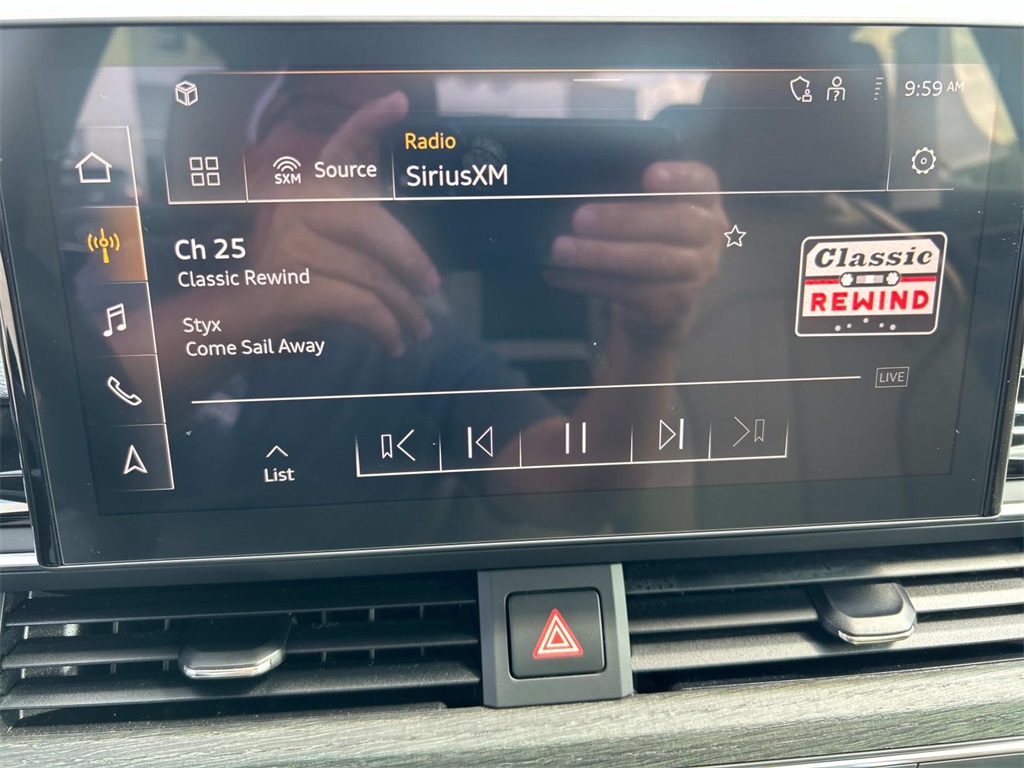 9:59 AM
Radio
SXM Source SiriusXM
Ch 25
Classic Rewind
Classic
REWIND
Styx
Come Sail Away
LIVE
List